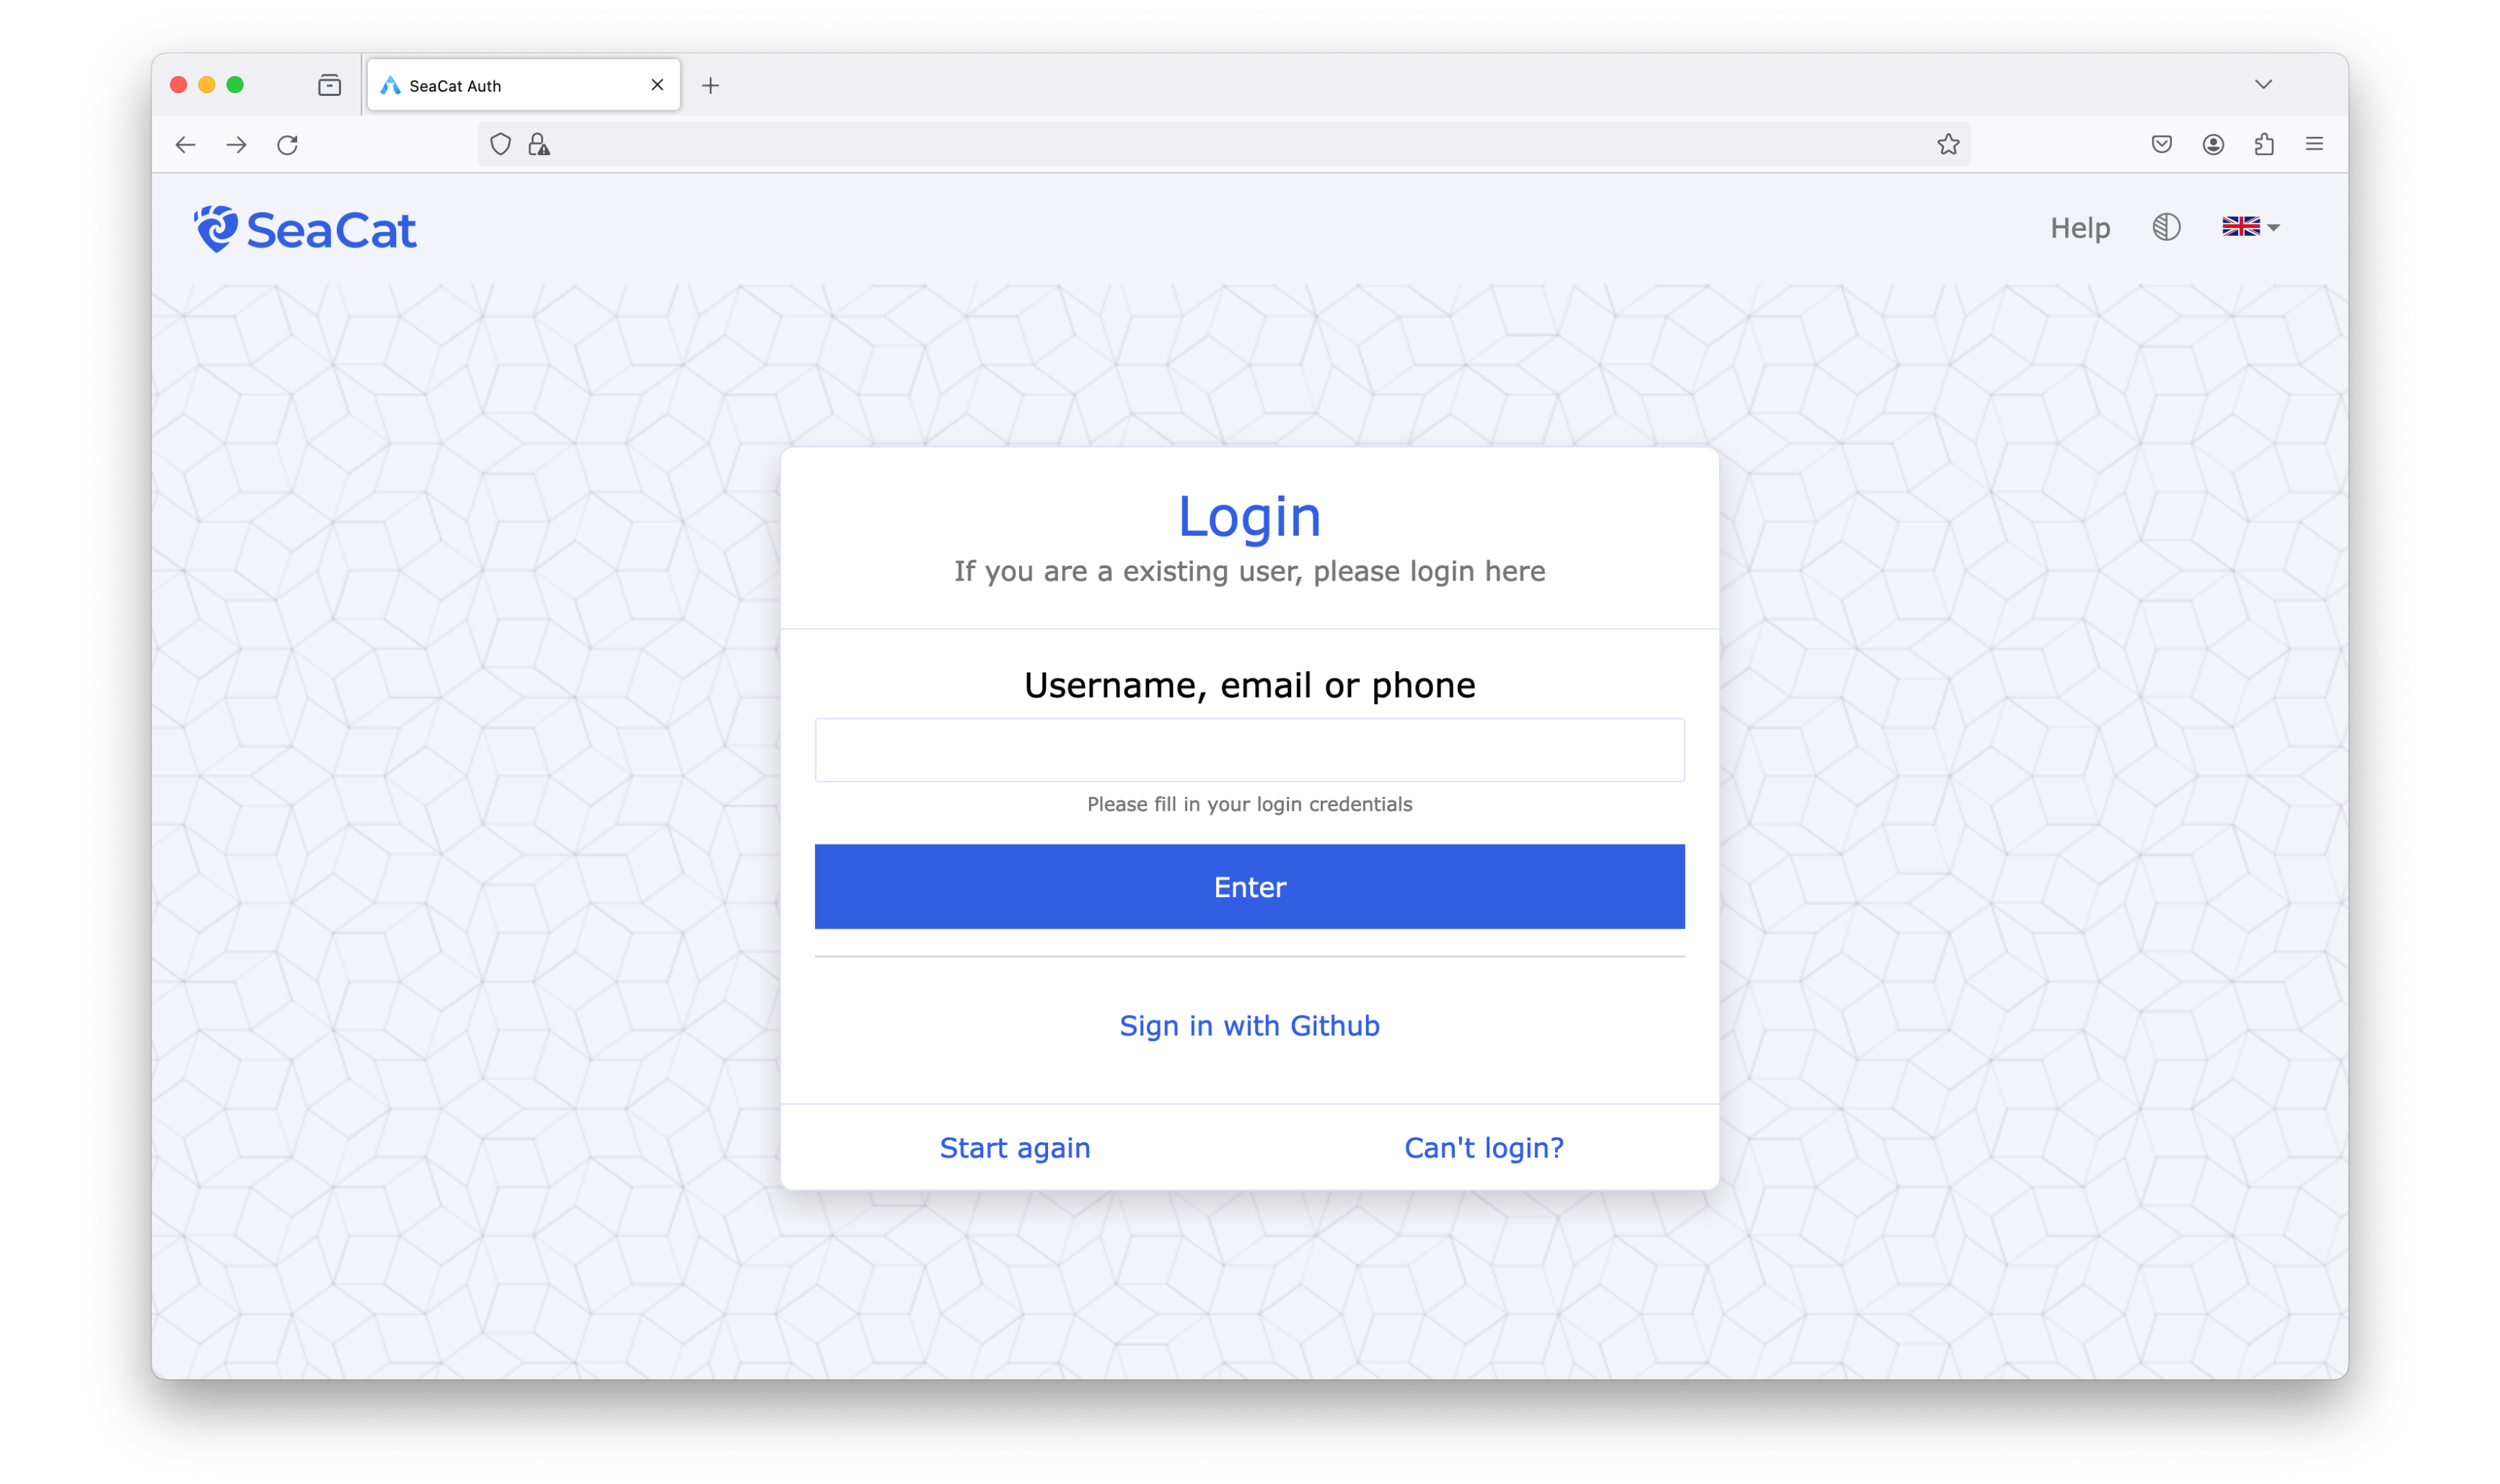 SeaCat Auth
SeaCat
Help
Login
If you are a existing user, please login here
Username, email or phone
Please fill in your login credentials
Enter
Sign in with Github
Start again
Can't login?